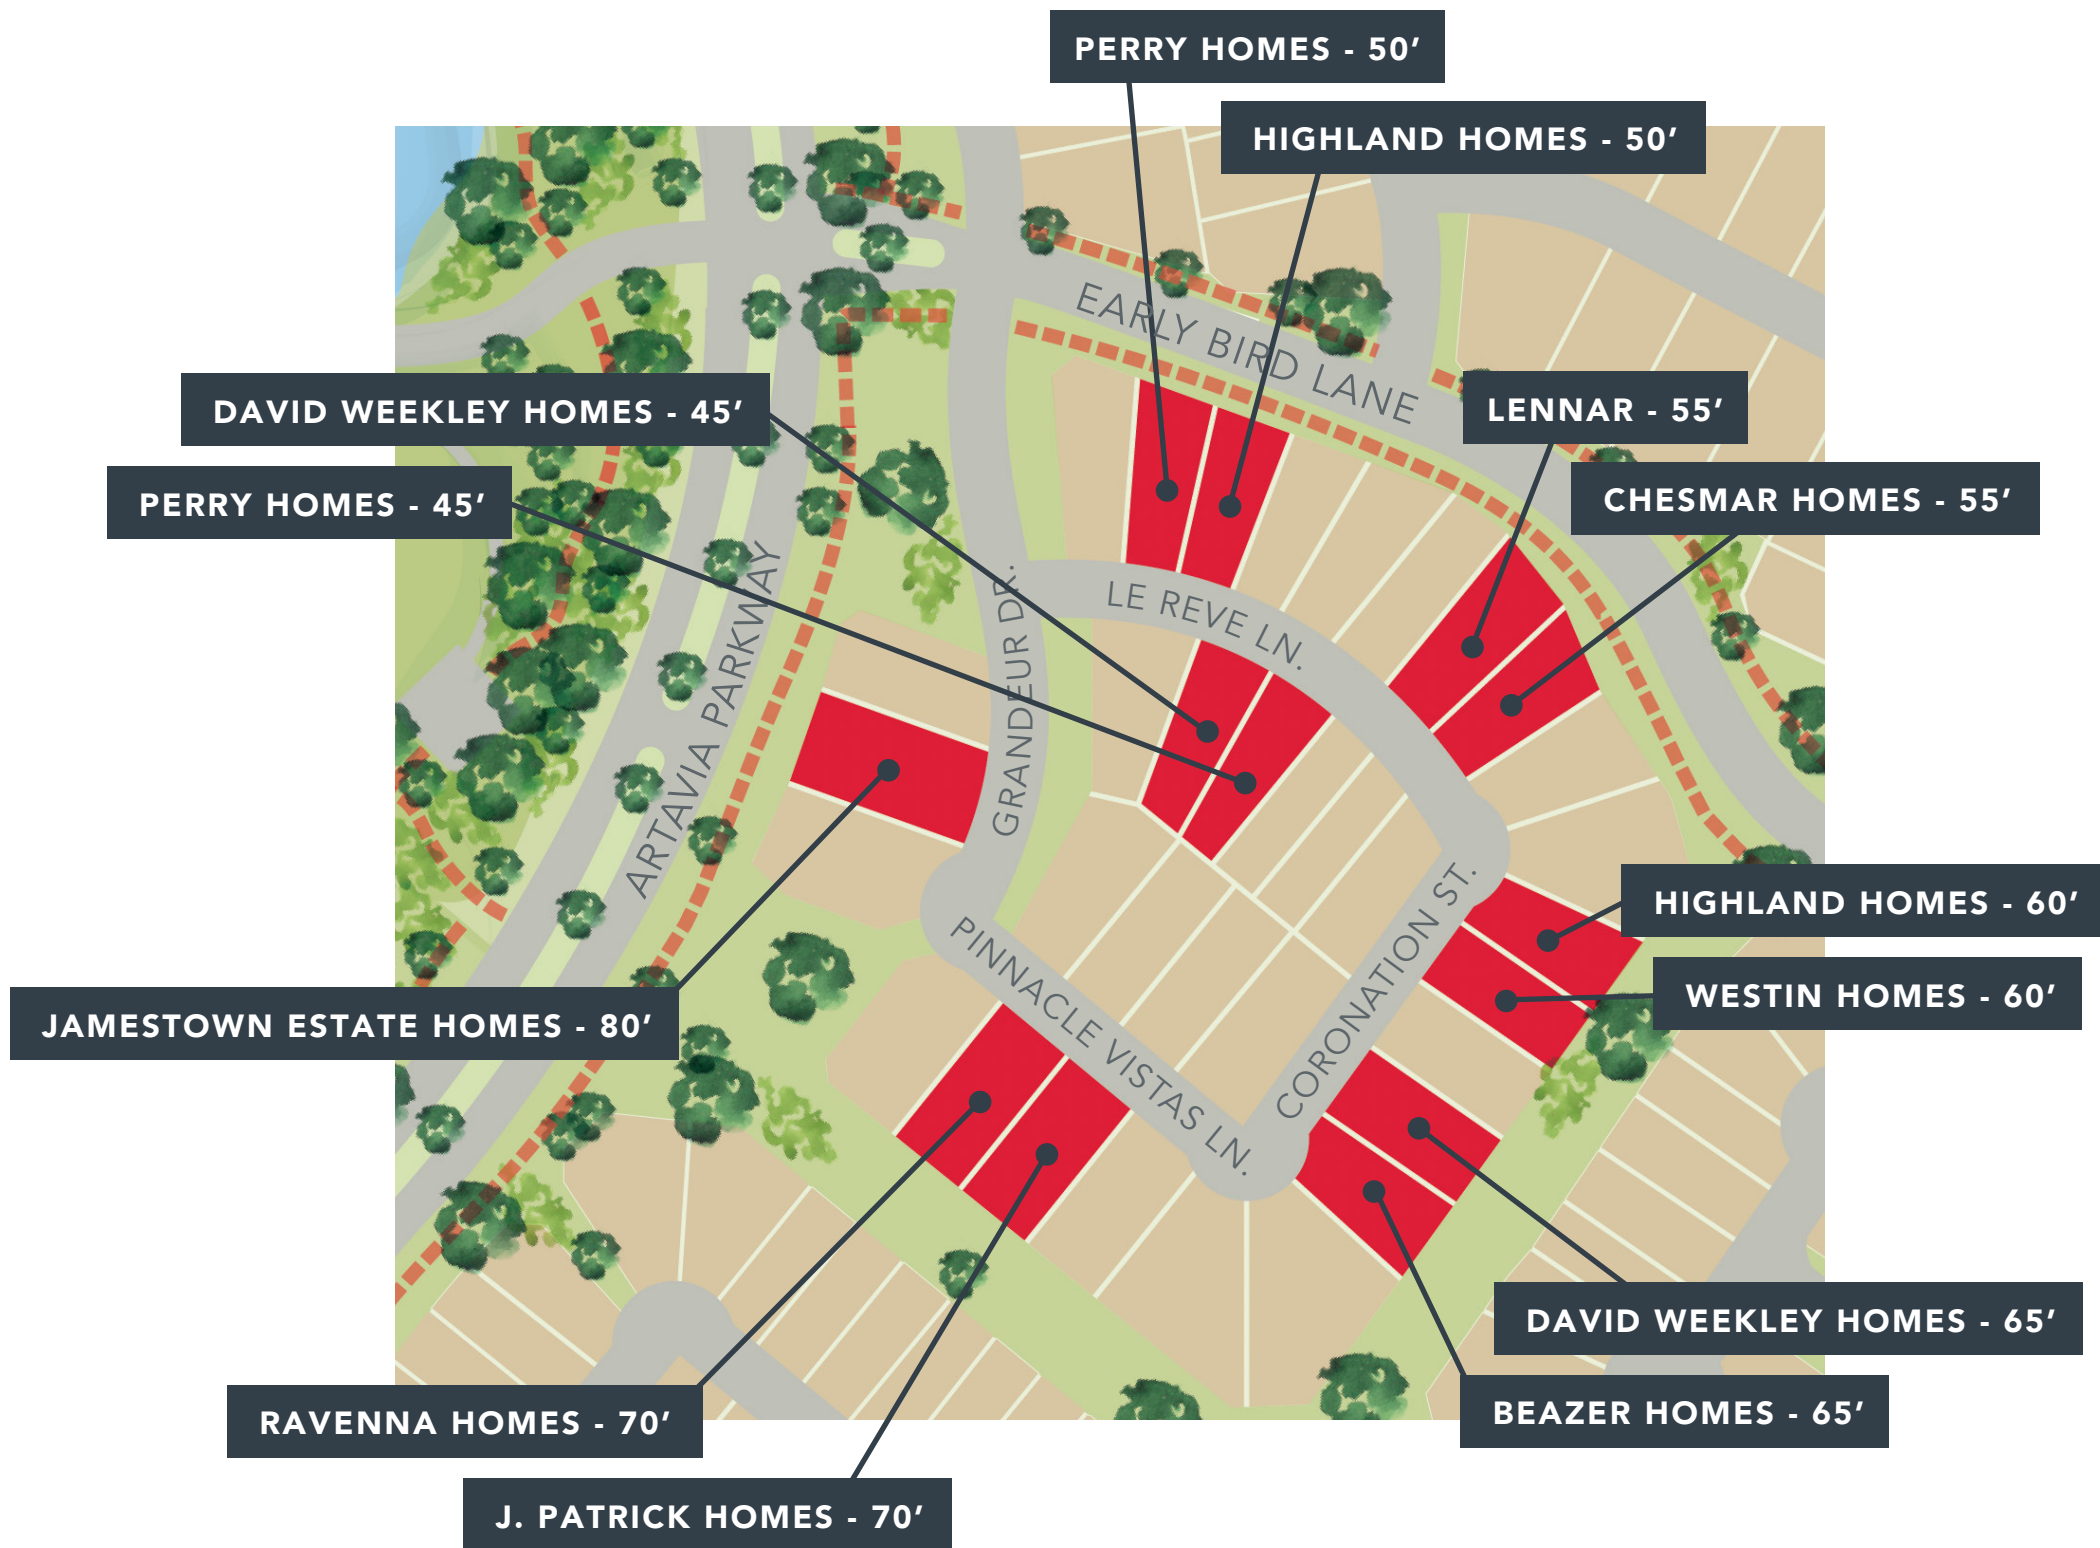 PERRY HOMES - 50′
HIGHLAND HOMES - 50′
EARLY BIRD LANE
DAVID WEEKLEY HOMES - 45′
LENNAR - 55′
PERRY HOMES - 45′
CHESMAR HOMES - 55′
LE REVE LN.
GRANDEUR DR.
ARTAVIA PARKWAY
HIGHLAND HOMES - 60′
CORONATION ST.
PINNACLE VISTAS LN.
WESTIN HOMES - 60′
JAMESTOWN ESTATE HOMES - 80′
DAVID WEEKLEY HOMES - 65′
BEAZER HOMES - 65′
RAVENNA HOMES - 70′
J. PATRICK HOMES - 70′